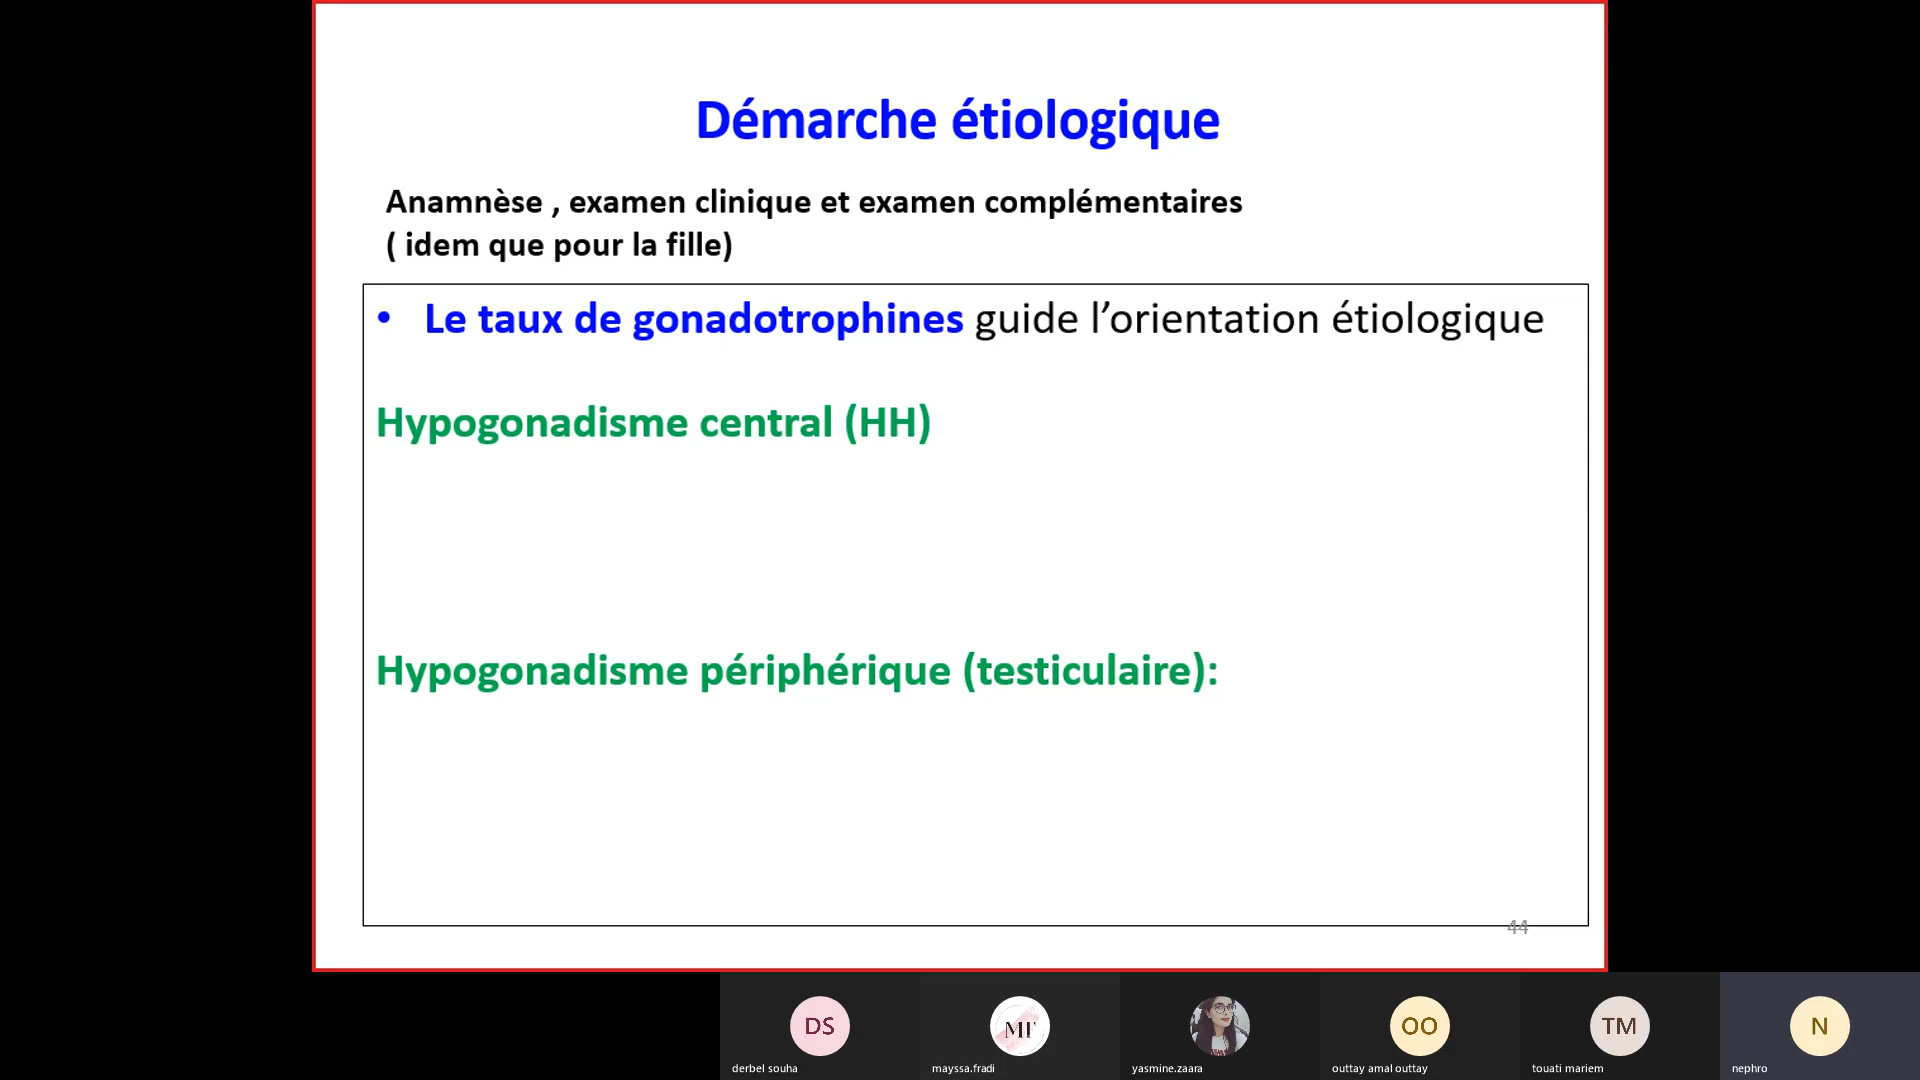 Démarche étiologique
Anamnèse , examen clinique et examen complémentaires
( idem que pour la fille)
• Le taux de gonadotrophines guide l’orientation étiologique
Hypogonadisme central (HH)
Hypogonadisme périphérique (testiculaire):
44
DS
MF
OO
TM
N
derbel souha
mayssa.fradi
yasmine.zaara
outtay amal outtay
touati mariem
nephro